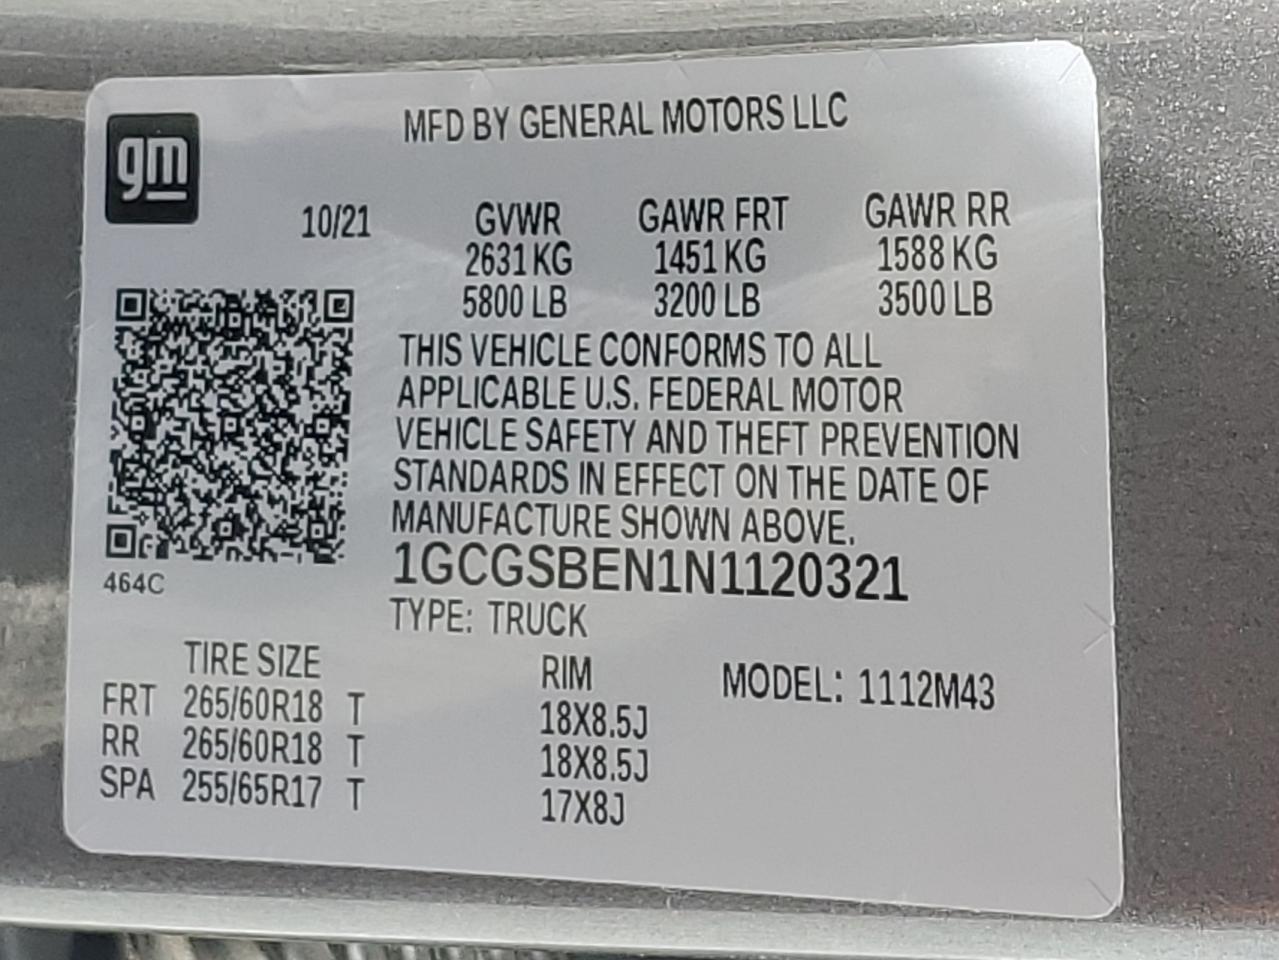 gm
MFD BY GENERAL MOTORS LLC
10/21 GVWR GAWR FRT GAWR RR
2631 KG 1451 KG 1588 KG
5800 LB 3200 LB 3500 LB
THIS VEHICLE CONFORMS TO ALL
APPLICABLE U.S. FEDERAL MOTOR
VEHICLE SAFETY AND THEFT PREVENTION
STANDARDS IN EFFECT ON THE DATE OF
MANUFACTURE SHOWN ABOVE.
464C
1GCGSBEN1N1120321
TYPE: TRUCK
TIRE SIZE RIM MODEL: 1112M43
FRT 265/60R18 T 18X8.5J
RR 265/60R18 T 18X8.5J
SPA 255/65R17 T 17X8J